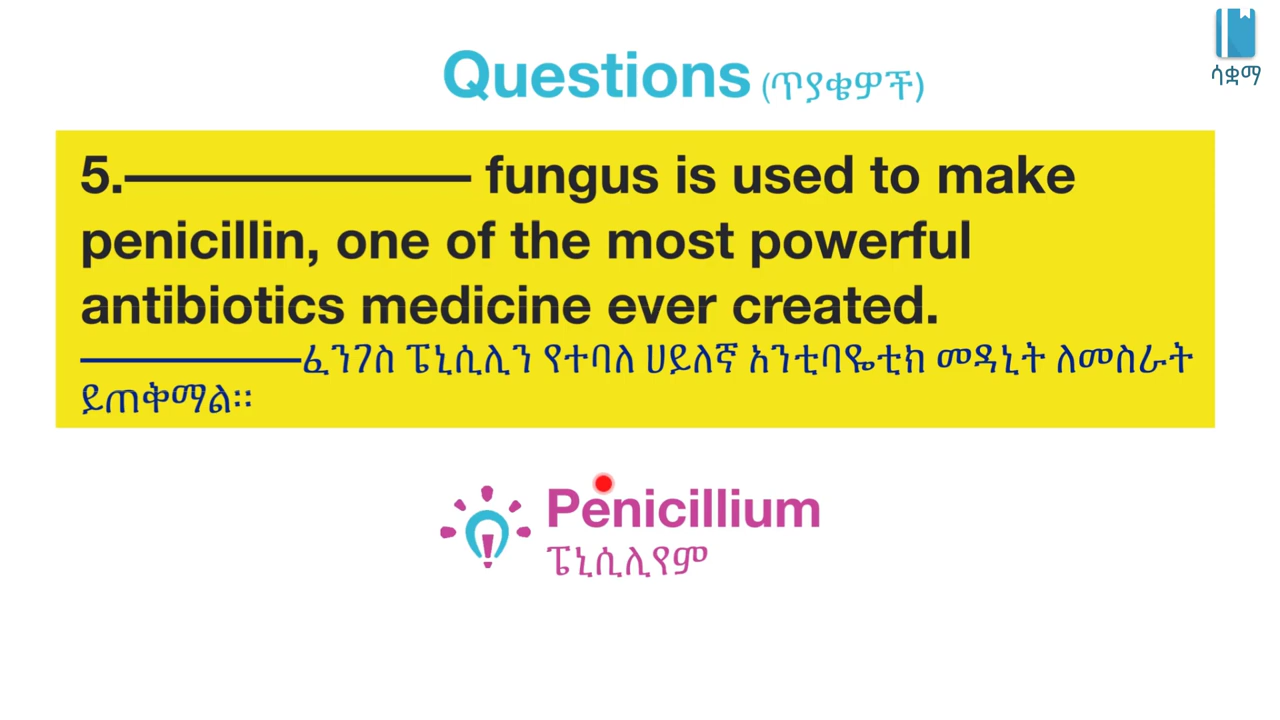 ሳቋማ
Questions (ጥያቄዎች)
5.—————— fungus is used to make
penicillin, one of the most powerful
antibiotics medicine ever created.
——————ፈንገስ ፔኒሲሊን የተባለ ሀይለኛ አንቲባዬቲክ መዳኒት ለመስራት
ይጠቅማል፡፡
Penicillium
ፔኒሲሊየም